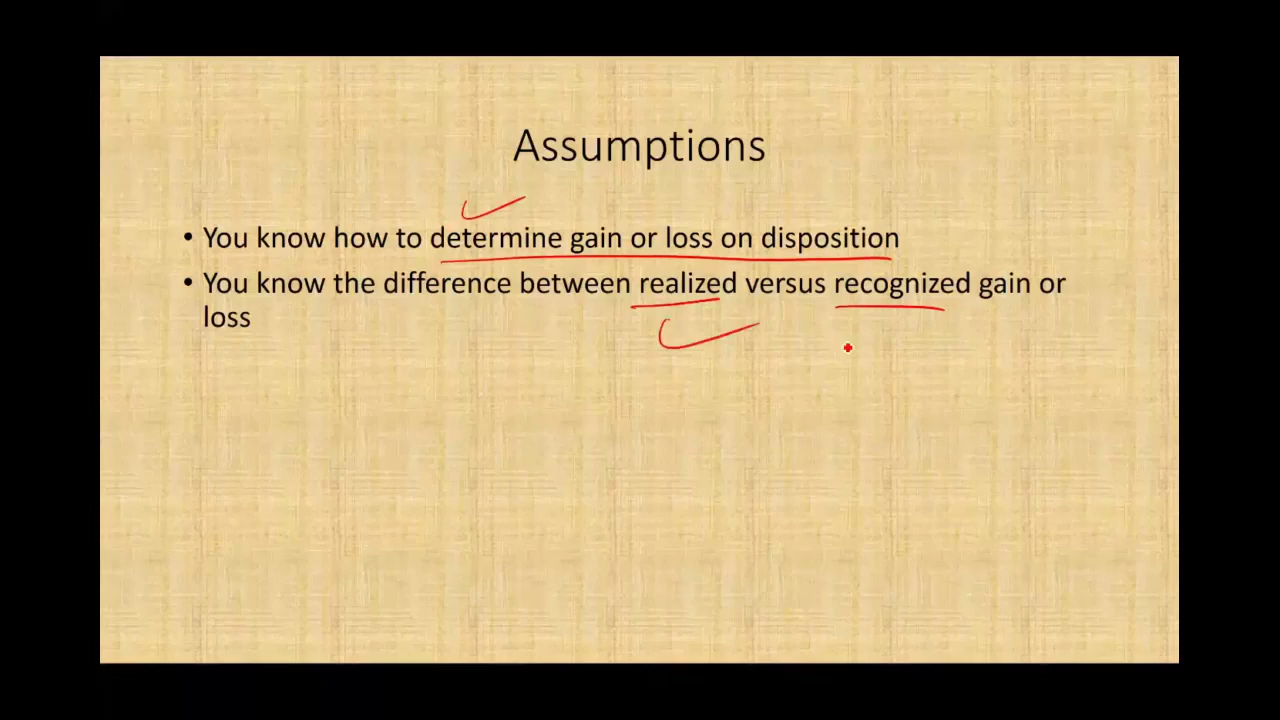 Assumptions
• You know how to determine gain or loss on disposition
• You know the difference between realized versus recognized gain or
loss